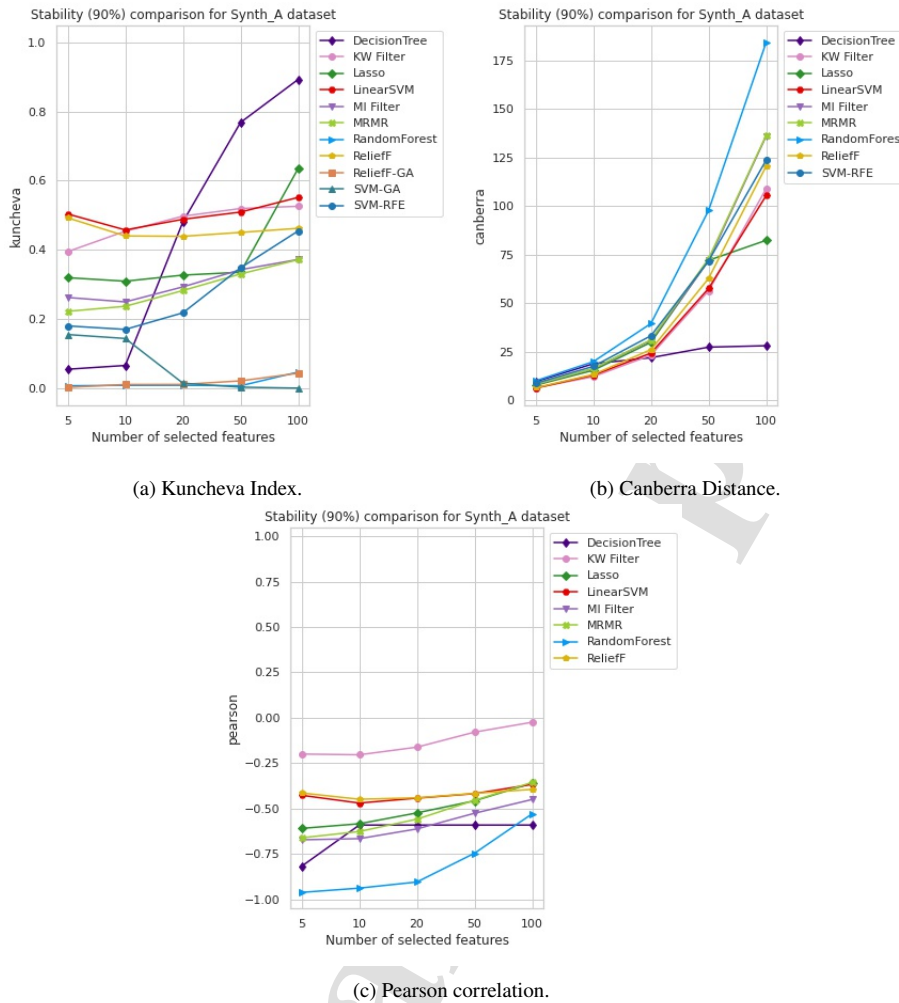 Stability (90%) comparison for Synth_A dataset
1.0
0.8
0.6
0.4
0.2
0.0
kuncheva
5 10 20 50 100
Number of selected features
DecisionTree
KW Filter
Lasso
LinearSVM
MI Filter
MRMR
RandomForest
ReliefF
ReliefF-GA
SVM-GA
SVM-RFE
(a) Kuncheva Index.
Stability (90%) comparison for Synth_A dataset
175
150
125
100
75
50
25
0
canberra
5 10 20 50 100
Number of selected features
DecisionTree
KW Filter
Lasso
LinearSVM
MI Filter
MRMR
RandomForest
ReliefF
SVM-RFE
(b) Canberra Distance.
Stability (90%) comparison for Synth_A dataset
1.00
0.75
0.50
0.25
0.00
−0.25
−0.50
−0.75
−1.00
pearson
5 10 20 50 100
Number of selected features
DecisionTree
KW Filter
Lasso
LinearSVM
MI Filter
MRMR
RandomForest
ReliefF
(c) Pearson correlation.